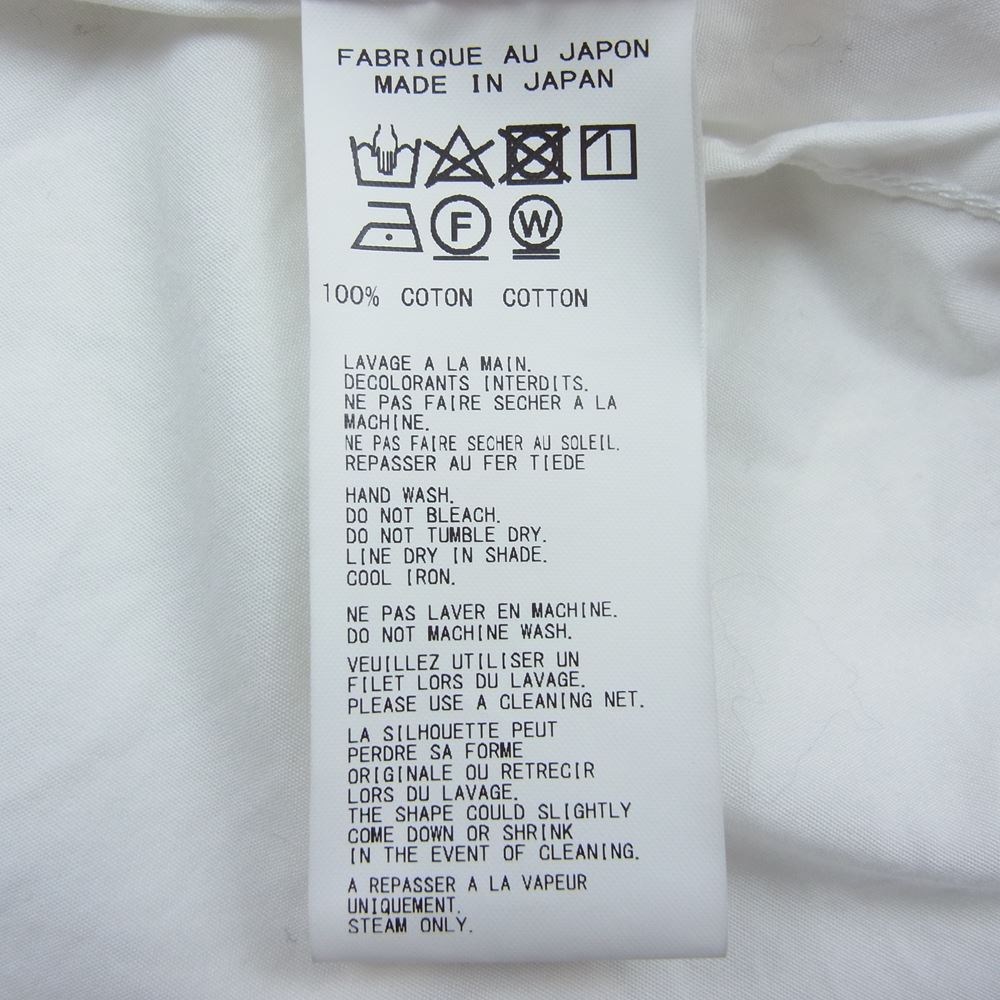 FABRIQUE AU JAPON
MADE IN JAPAN
F W
100% COTON COTTON
LAVAGE A LA MAIN.
DECOLORANTS INTERDITS.
NE PAS FAIRE SECHER A LA
MACHINE.
NE PAS FAIRE SECHER AU SOLEIL.
REPASSER AU FER TIEDE
HAND WASH.
DO NOT BLEACH.
DO NOT TUMBLE DRY.
LINE DRY IN SHADE.
COOL IRON.
NE PAS LAVER EN MACHINE.
DO NOT MACHINE WASH.
VEUILLEZ UTILISER UN
FILET LORS DU LAVAGE.
PLEASE USE A CLEANING NET.
LA SILHOUETTE PEUT
PERDRE SA FORME
ORIGINALE OU RETRECIR
LORS DU LAVAGE.
THE SHAPE COULD SLIGHTLY
COME DOWN OR SHRINK
IN THE EVENT OF CLEANING.
A REPASSER A LA VAPEUR
UNIQUEMENT.
STEAM ONLY.